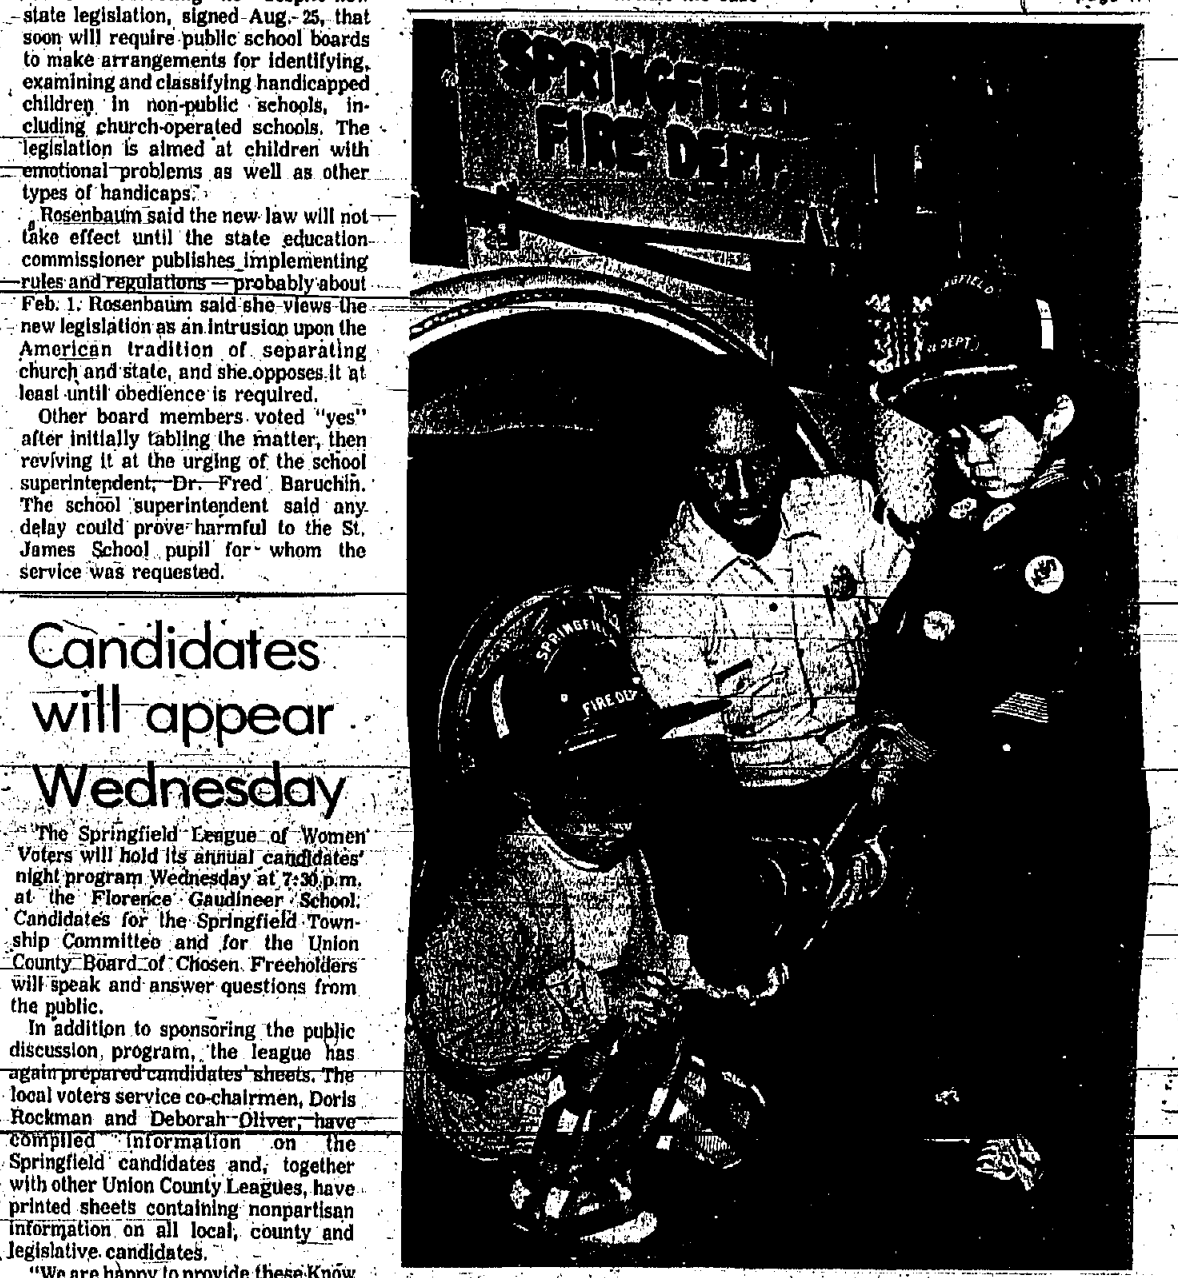 state legislation, signed Aug. 25, that
soon will require public school boards
to make arrangements for identifying,
examining and classifying handicapped
children in non-public schools, in-
cluding church-operated schools. The
legislation is aimed at children with
emotional problems as well as other
types of handicaps.
Rosenbaum said the new law will not
take effect until the state education
commissioner publishes implementing
rules and regulations — probably about
Feb. 1. Rosenbaum said she views the
new legislation as an intrusion upon the
American tradition of separating
church and state, and she opposes it at
least until obedience is required.
Other board members voted "yes"
after initially tabling the matter, then
reviving it at the urging of the school
superintendent, Dr. Fred Baruchin.
The school superintendent said any
delay could prove harmful to the St.
James School pupil for whom the
service was requested.
Candidates
will appear
Wednesday
The Springfield League of Women
Voters will hold its annual candidates'
night program Wednesday at 7:30 p.m.
at the Florence Gaudineer School.
Candidates for the Springfield Town-
ship Committee and for the Union
County Board of Chosen Freeholders
will speak and answer questions from
the public.
In addition to sponsoring the public
discussion program, the league has
again prepared candidates' sheets. The
local voters service co-chairmen, Doris
Rockman and Deborah Oliver, have
compiled information on the
Springfield candidates and, together
with other Union County Leagues, have
printed sheets containing nonpartisan
information on all local, county and
legislative candidates.
"We are happy to provide these Know
SPRINGFIELD
FIRE DEPT.
NGFIELD
DEPT
SPRINGFIEL
FIRE DEP